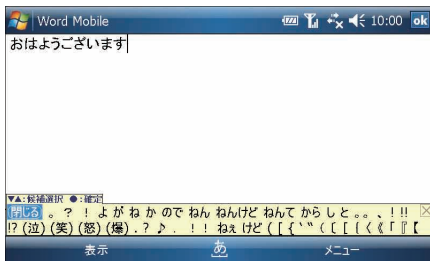 Word Mobile 10:00 ok
おはようございます
▼▲:候補選択 ●:確定
閉じる 。 ? ! よ が ね か ので ねん ねんけど ねんて から し と 。。 、 ! !!
!? (泣) (笑) (怒) (爆) . ? ♪ . ! ! ねぇ けど ( [ { ‘ “ ( [ 〔 〈 《 「 『 【
表示 あ メニュー